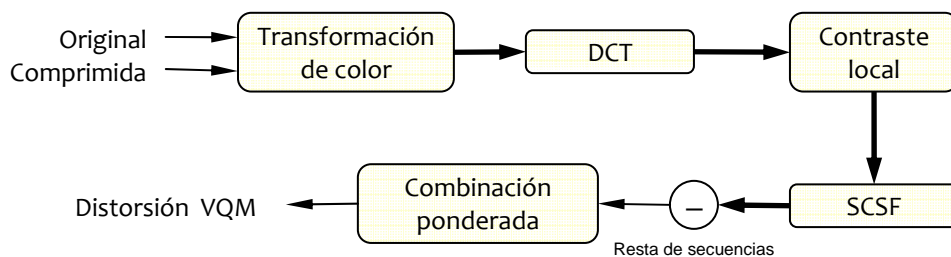 Original
Comprimida
Transformación
de color
DCT
Contraste
local
SCSF
−
Resta de secuencias
Combinación
ponderada
Distorsión VQM